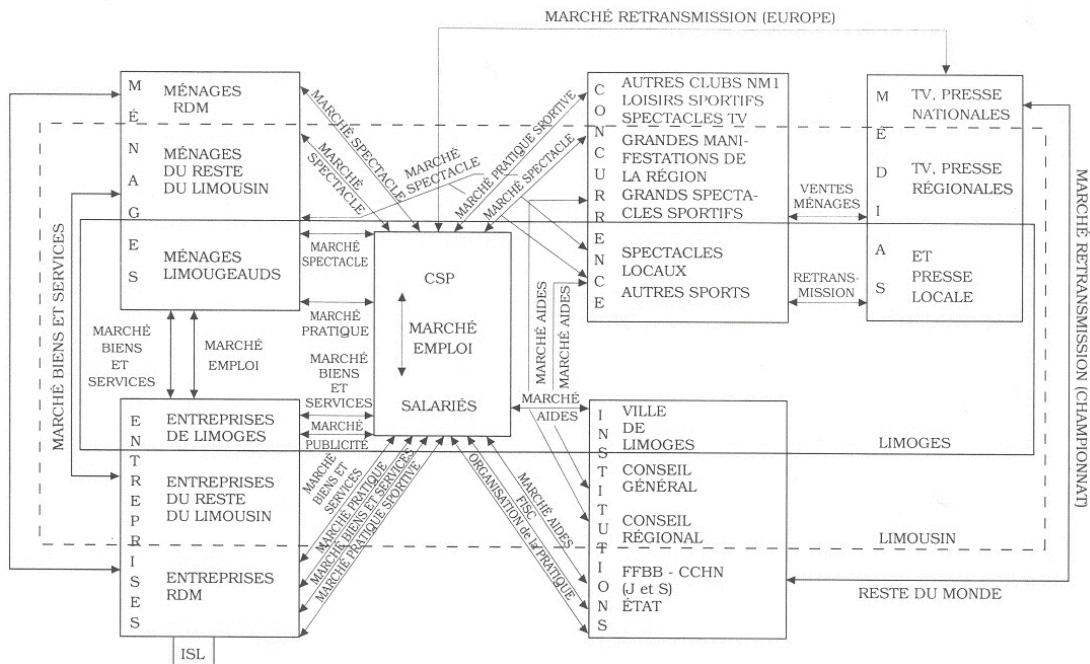 MARCHÉ RETRANSMISSION (EUROPE)
MÉNAGES
MÉNAGES
RDM
MÉNAGES
DU RESTE
DU LIMOUSIN
MÉNAGES
LIMOUGEAUDS
MARCHÉ SPECTACLE
MARCHÉ
SPECTACLE
MARCHÉ
SPECTACLE
MARCHÉ PRATIQUE SPORTIVE
MARCHÉ SPECTACLE
CONCURRENCE
AUTRES CLUBS NM1
LOISIRS SPORTIFS
SPECTACLES TV
GRANDES MANI-
FESTATIONS DE
LA RÉGION
GRANDS SPECTA-
CLES SPORTIFS
SPECTACLES
LOCAUX
AUTRES SPORTS
VENTES
MÉNAGES
RETRANS-
MISSION
MEDIAS
TV, PRESSE
NATIONALES
TV, PRESSE
RÉGIONALES
ET
PRESSE
LOCALE
MARCHÉ RETRANSMISSION (CHAMPIONNAT)
MARCHÉ BIENS ET SERVICES
MARCHÉ
SPECTACLE
MARCHÉ
PRATIQUE
CSP
MARCHÉ
EMPLOI
SALARIÉS
MARCHÉ
BIENS
ET
SERVICES
MARCHÉ
EMPLOI
MARCHÉ
BIENS
ET
SERVICES
MARCHÉ
PUBLICITÉ
MARCHÉ AIDES
MARCHÉ AIDES
MARCHÉ
AIDES
ENTREPRISES
ENTREPRISES
DE LIMOGES
ENTREPRISES
DU RESTE
DU LIMOUSIN
ENTREPRISES
RDM
ISL
MARCHÉ
BIENS ET
SERVICES
MARCHÉ PRATIQUE
MARCHÉ BIENS ET SERVICES
MARCHÉ PRATIQUE SPORTIVE
ORGANISATION de la PRATIQUE
MARCHÉ AIDES
FISC
INSTITUTIONS
VILLE
DE
LIMOGES
CONSEIL
GÉNÉRAL
CONSEIL
RÉGIONAL
FFBB - CCHN
(J et S)
ÉTAT
LIMOGES
LIMOUSIN
RESTE DU MONDE